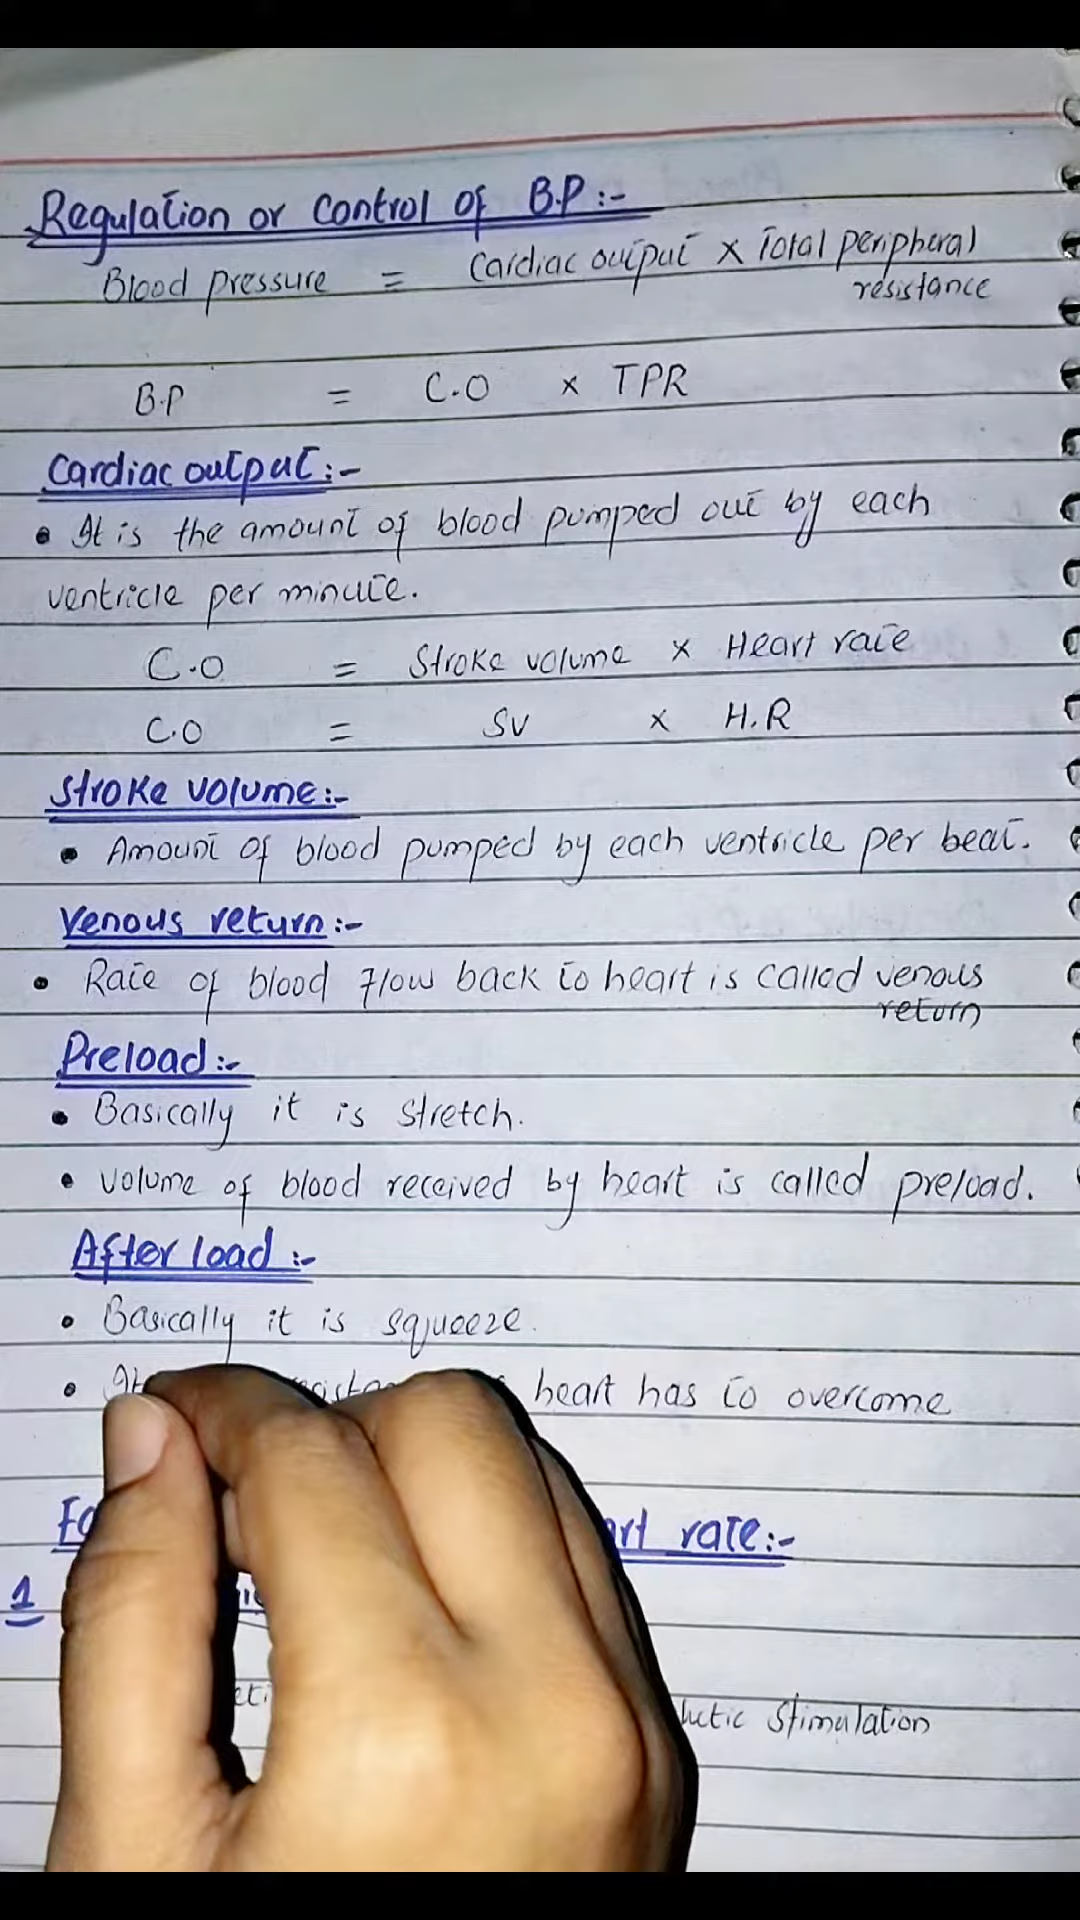 Regulation or control of B.P:-
Blood pressure = Cardiac output × Total peripheral
resistance
B.P = C.O × TPR
Cardiac output:-
• It is the amount of blood pumped out by each
ventricle per minute.
C.O = Stroke volume × Heart rate
C.O = SV × H.R
Stroke volume:-
• Amount of blood pumped by each ventricle per beat.
Venous return:-
• Rate of blood flow back to heart is called venous
return
Preload:-
• Basically it is stretch.
• Volume of blood received by heart is called preload.
After load:-
• Basically it is squeeze.
• It heart has to overcome
rate:-
1
Stimulation